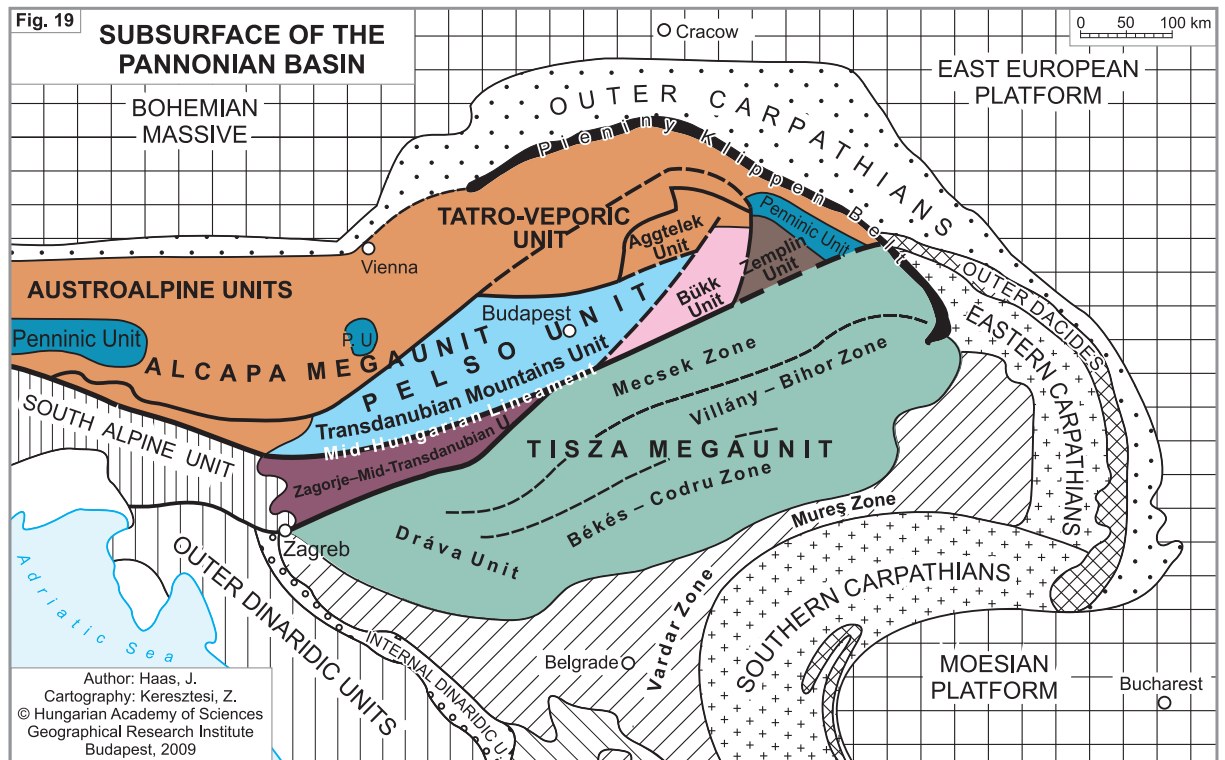 Fig. 19
SUBSURFACE OF THE
PANNONIAN BASIN
0 50 100 km
Cracow
BOHEMIAN
MASSIVE
EAST EUROPEAN
PLATFORM
OUTER CARPATHIANS
Pieniny Klippen Belt
TATRO-VEPORIC
UNIT
Aggtelek
Unit
Penninic Unit
Zemplin
Unit
Bükk
Unit
Vienna
AUSTROALPINE UNITS
Penninic Unit
P. U
ALCAPA MEGAUNIT
Budapest
PELSO UNIT
Transdanubian Mountains Unit
Mid-Hungarian Lineament
Zagorje–Mid-Transdanubian U.
OUTER DACIDES
EASTERN CARPATHIANS
Mecsek Zone
Villány – Bihor Zone
TISZA MEGAUNIT
Békés – Codru Zone
Dráva Unit
SOUTH ALPINE UNIT
Zagreb
Mureş Zone
OUTER DINARIDIC UNITS
INTERNAL DINARIDIC U.
Adriatic Sea
Vardar Zone
SOUTHERN CARPATHIANS
Belgrade
MOESIAN
PLATFORM
Bucharest
Author: Haas, J.
Cartography: Keresztesi, Z.
© Hungarian Academy of Sciences
Geographical Research Institute
Budapest, 2009